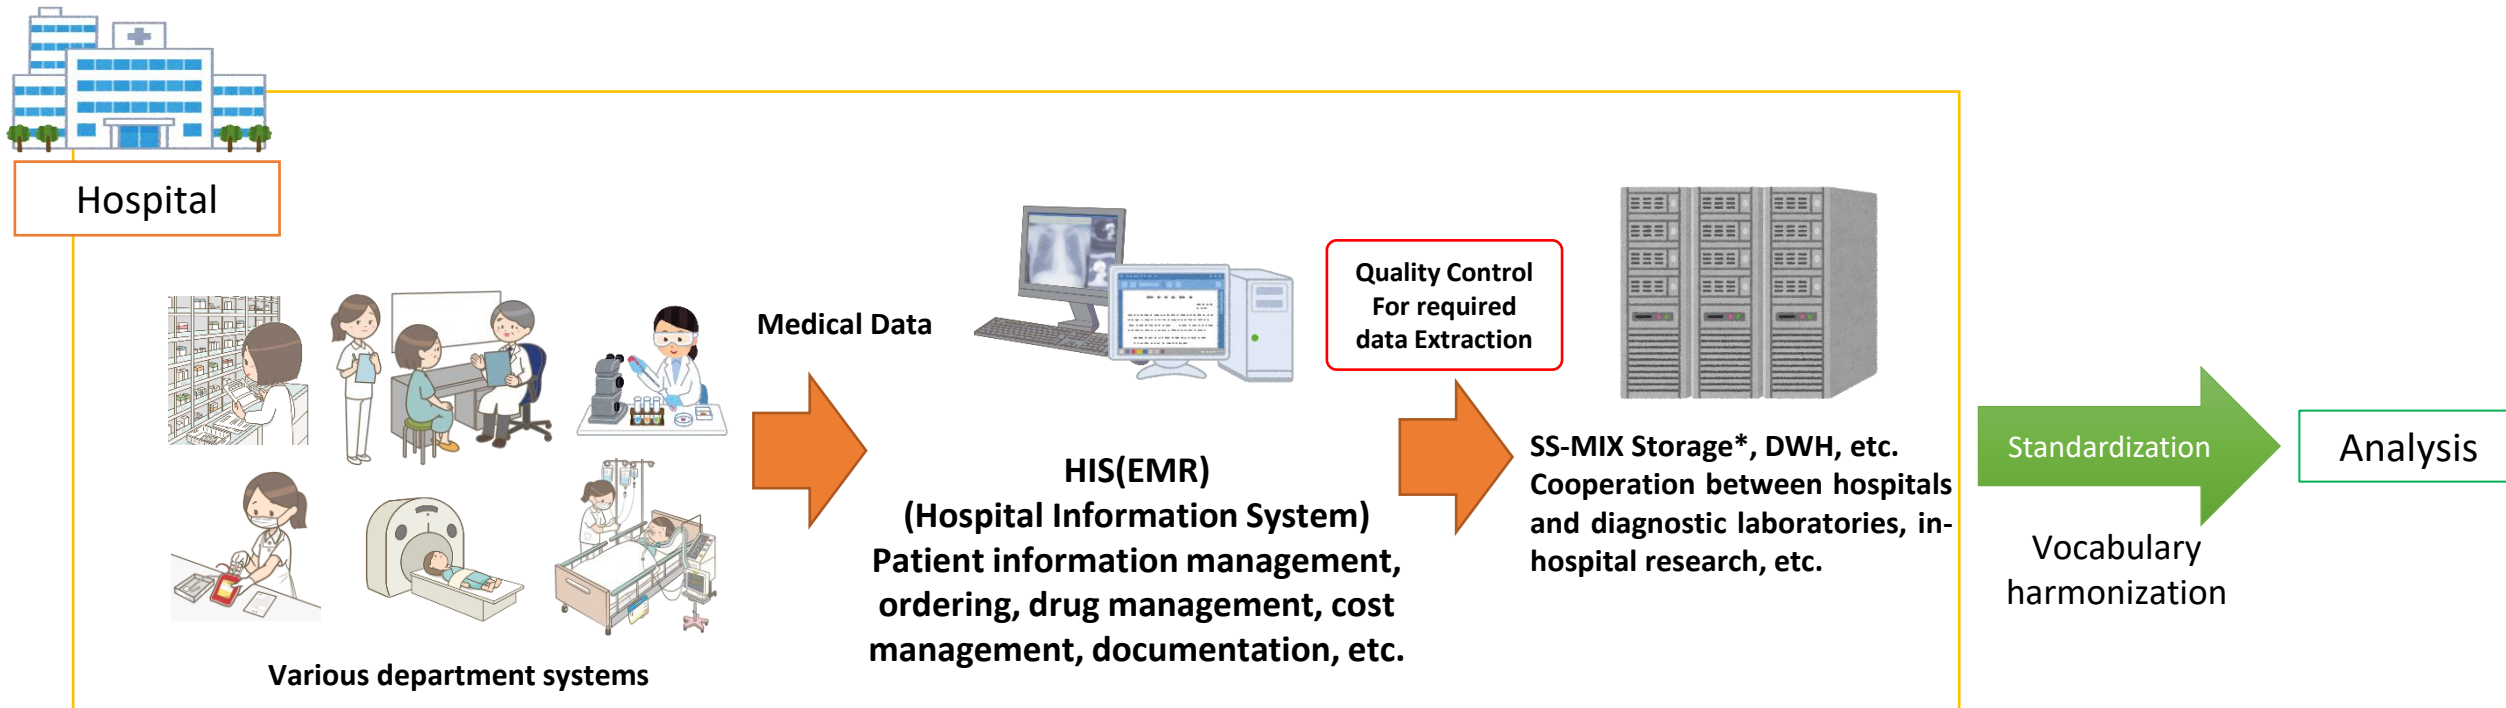 Hospital
Medical Data
Quality Control
For required
data Extraction
Various department systems
HIS(EMR)
(Hospital Information System)
Patient information management,
ordering, drug management, cost
management, documentation, etc.
SS-MIX Storage*, DWH, etc.
Cooperation between hospitals
and diagnostic laboratories, in-
hospital research, etc.
Standardization
Vocabulary
harmonization
Analysis